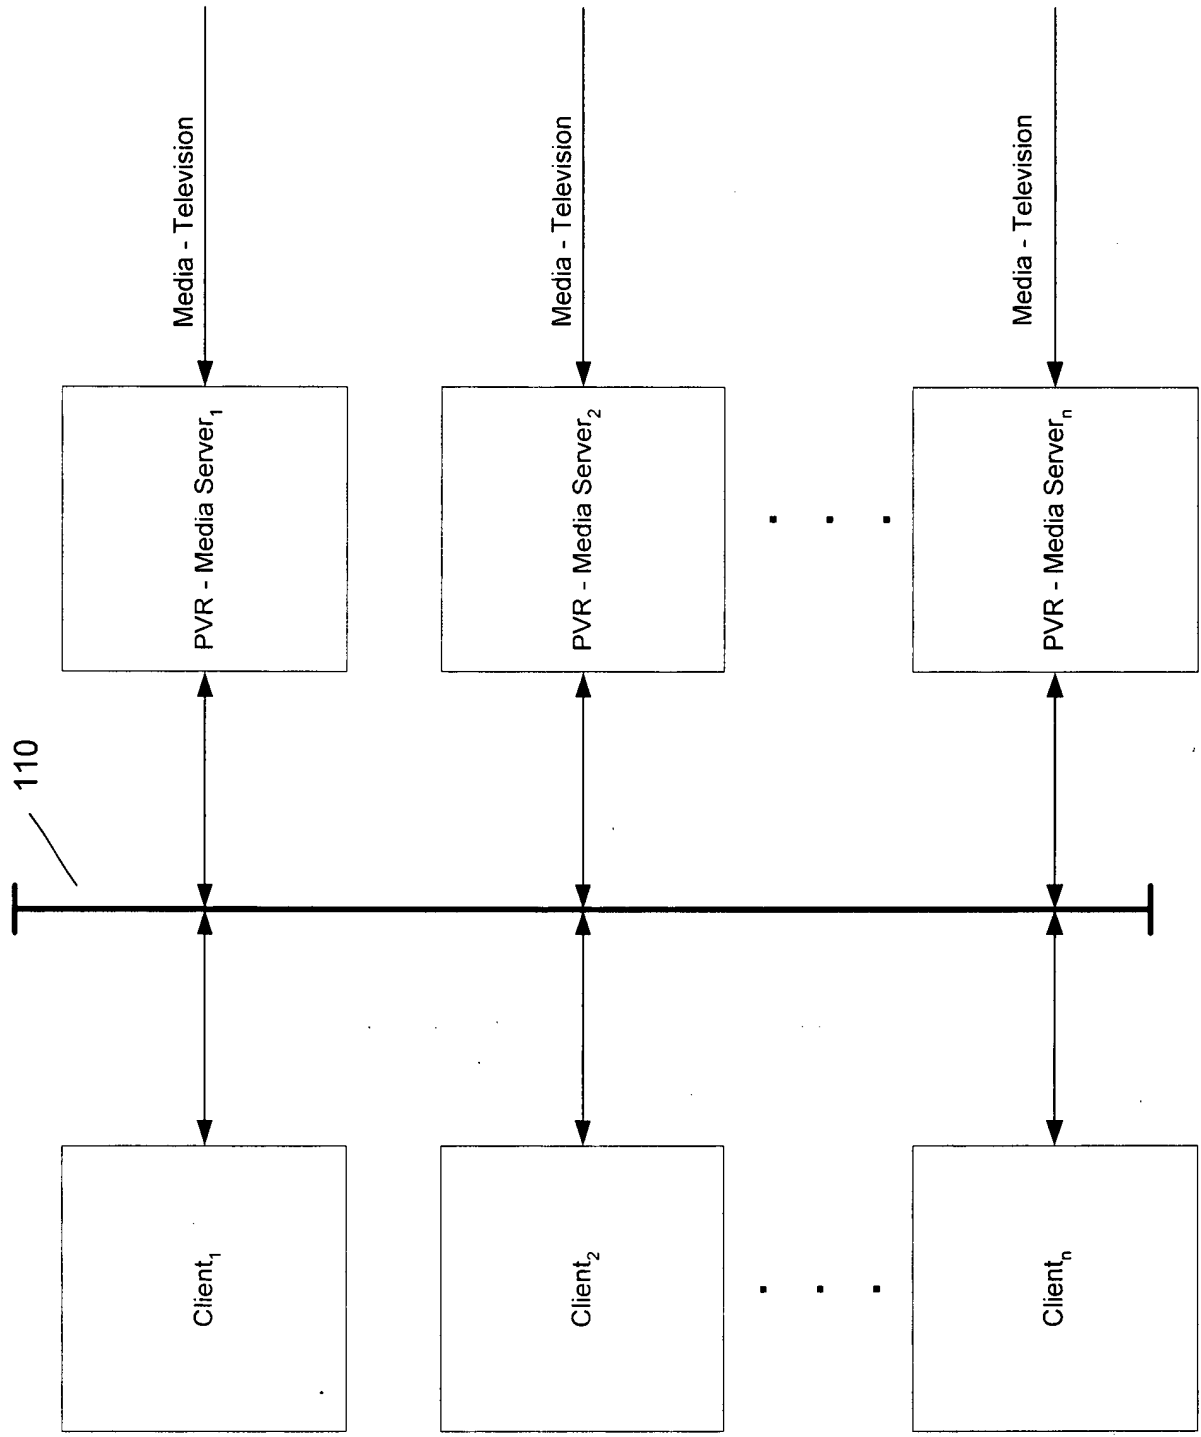 110
Media - Television
PVR - Media Server1
Client1
Media - Television
PVR - Media Server2
Client2
Media - Television
PVR - Media Servern
Clientn